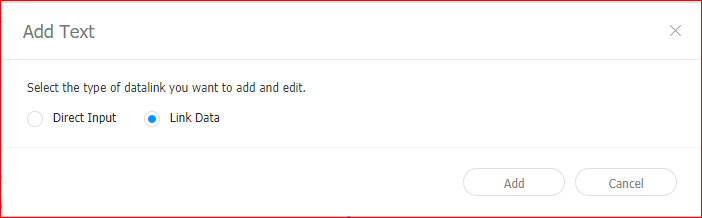 Add Text
Select the type of datalink you want to add and edit.
Direct Input Link Data
Add Cancel